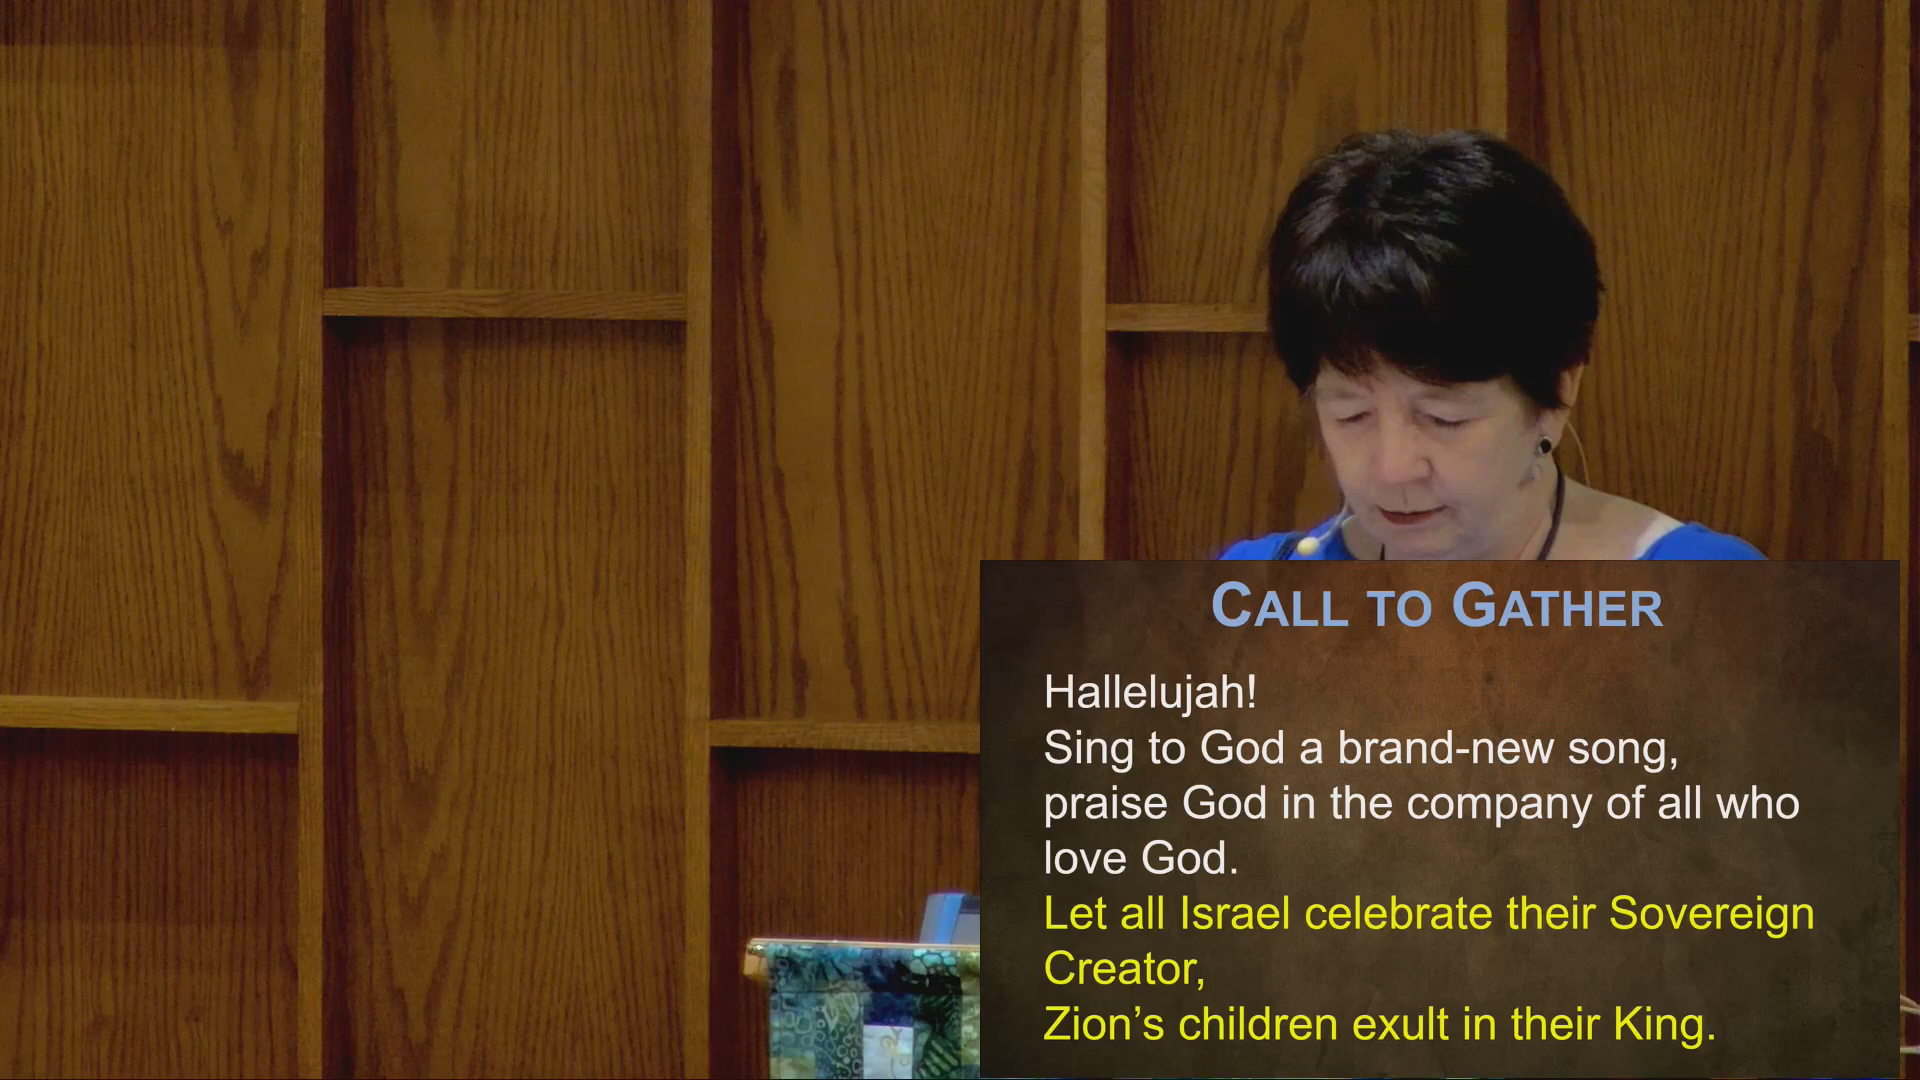 CALL TO GATHER
Hallelujah!
Sing to God a brand-new song,
praise God in the company of all who
love God.
Let all Israel celebrate their Sovereign
Creator,
Zion’s children exult in their King.